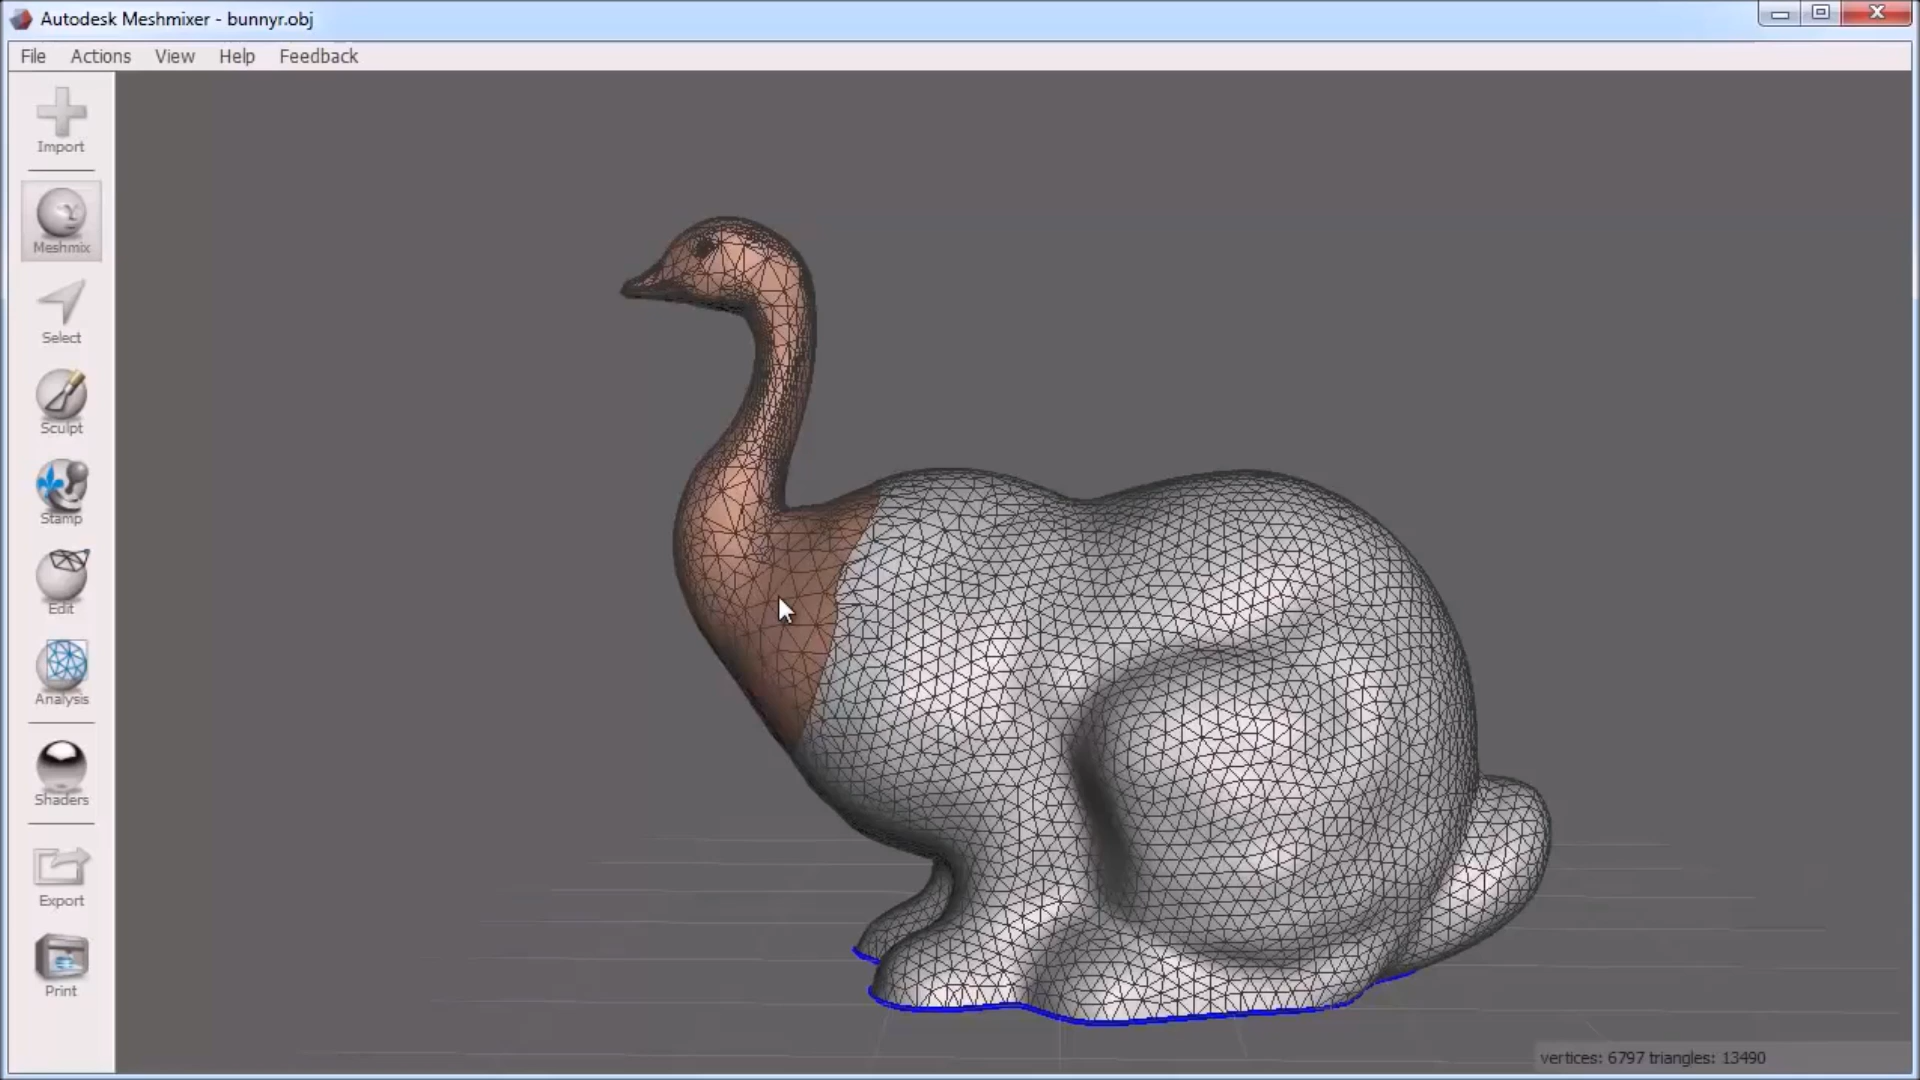 Autodesk Meshmixer - bunnyr.obj
File Actions View Help Feedback
Import
Meshmix
Select
Sculpt
Stamp
Edit
Analysis
Shaders
Export
Print
vertices: 6797 triangles: 13490